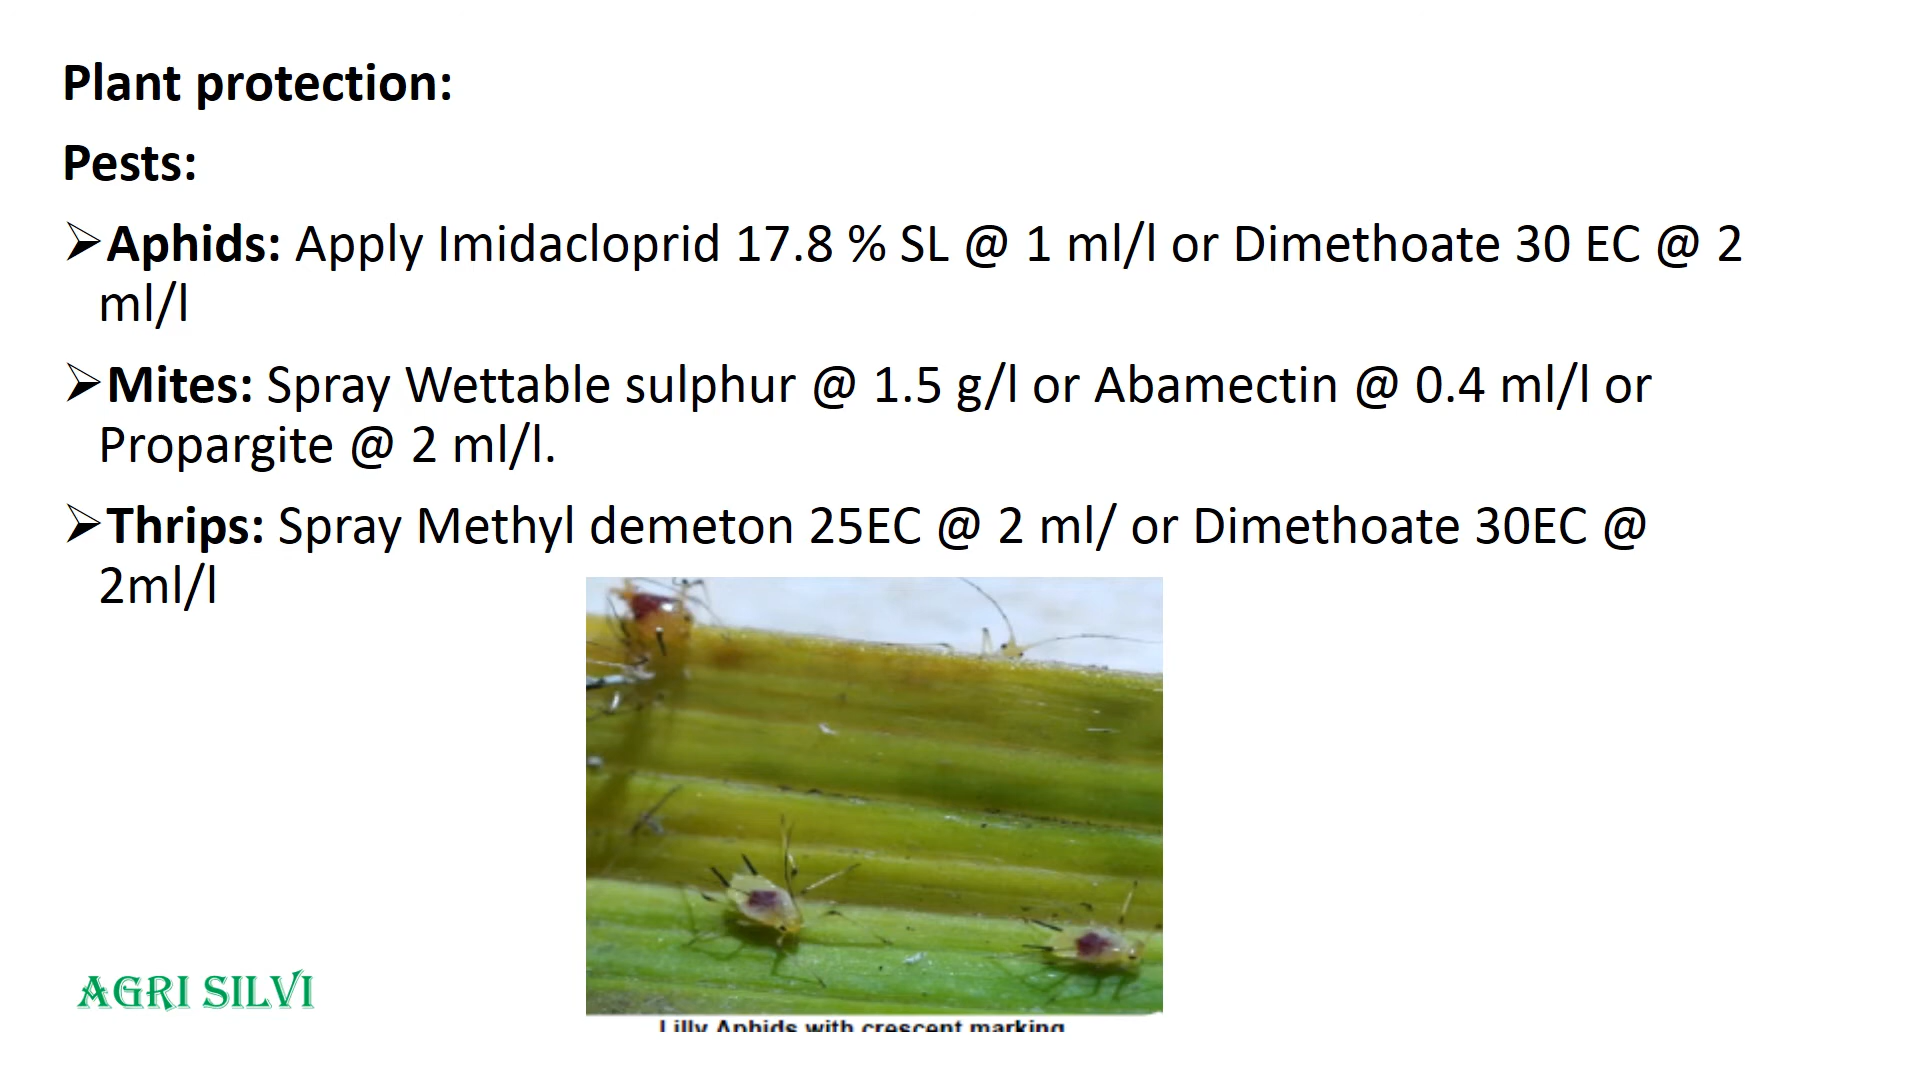 Plant protection:
Pests:
➢Aphids: Apply Imidacloprid 17.8 % SL @ 1 ml/l or Dimethoate 30 EC @ 2
ml/l
➢Mites: Spray Wettable sulphur @ 1.5 g/l or Abamectin @ 0.4 ml/l or
Propargite @ 2 ml/l.
➢Thrips: Spray Methyl demeton 25EC @ 2 ml/ or Dimethoate 30EC @
2ml/l
Lilly Aphids with crescent marking
AGRI SILVI